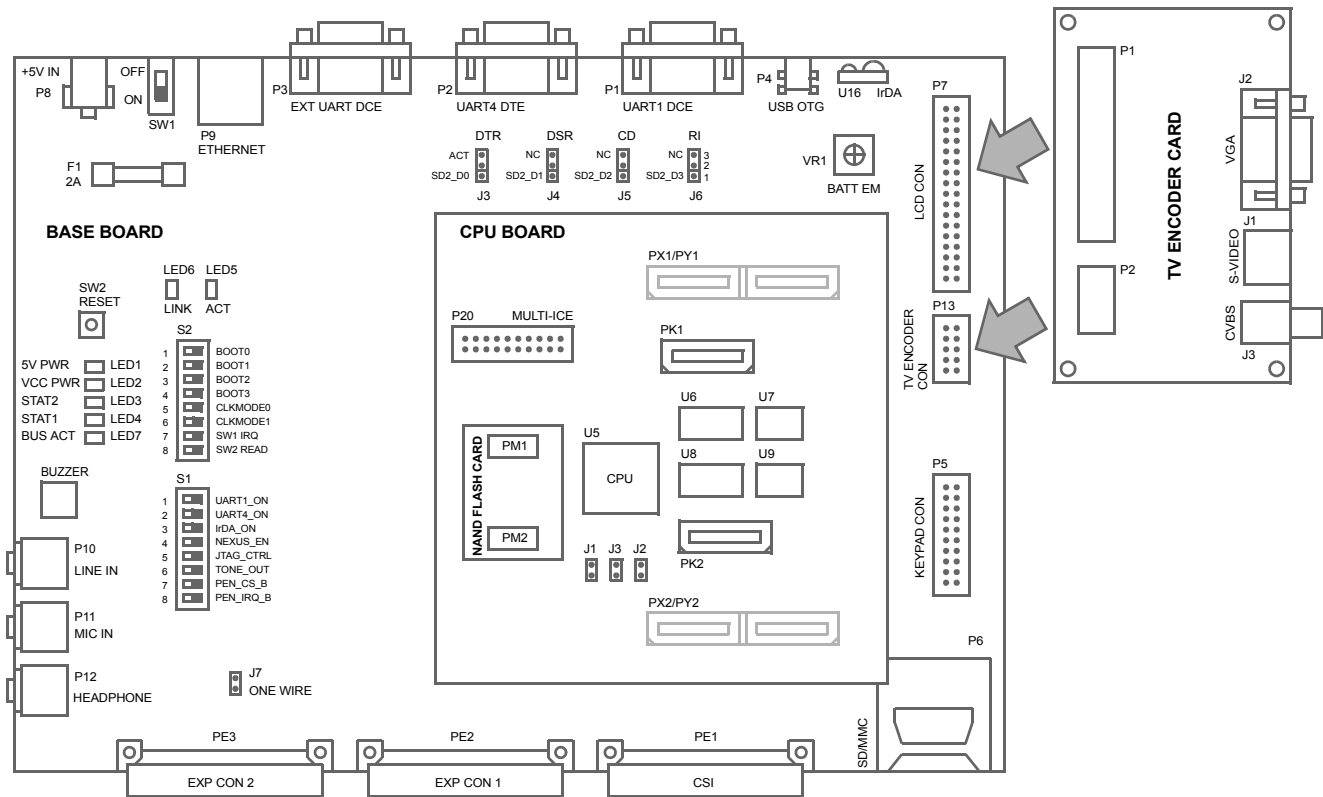 +5V IN
P8
OFF
ON
SW1
P9
ETHERNET
P3
EXT UART DCE
P2
UART4 DTE
P1
UART1 DCE
P4
USB OTG
U16
IrDA
F1
2A
DTR
ACT
SD2_D0
J3
DSR
NC
SD2_D1
J4
CD
NC
SD2_D2
J5
RI
NC
SD2_D3
3
2
1
J6
VR1
BATT EM
P7
LCD CON
P13
TV ENCODER
CON
P5
KEYPAD CON
P6
SD/MMC
P1
P2
TV ENCODER CARD
J2
VGA
J1
S-VIDEO
CVBS
J3
BASE BOARD
SW2
RESET
LED6
LINK
LED5
ACT
5V PWR
LED1
VCC PWR
LED2
STAT2
LED3
STAT1
LED4
BUS ACT
LED7
S2
1 BOOT0
2 BOOT1
3 BOOT2
4 BOOT3
5 CLKMODE0
6 CLKMODE1
7 SW1 IRQ
8 SW2 READ
BUZZER
S1
1 UART1_ON
2 UART4_ON
3 IrDA_ON
4 NEXUS_EN
5 JTAG_CTRL
6 TONE_OUT
7 PEN_CS_B
8 PEN_IRQ_B
P10
LINE IN
P11
MIC IN
P12
HEADPHONE
J7
ONE WIRE
CPU BOARD
PX1/PY1
P20
MULTI-ICE
PK1
U6
U7
U8
U9
U5
CPU
NAND FLASH CARD
PM1
PM2
J1
J3
J2
PK2
PX2/PY2
PE3
EXP CON 2
PE2
EXP CON 1
PE1
CSI